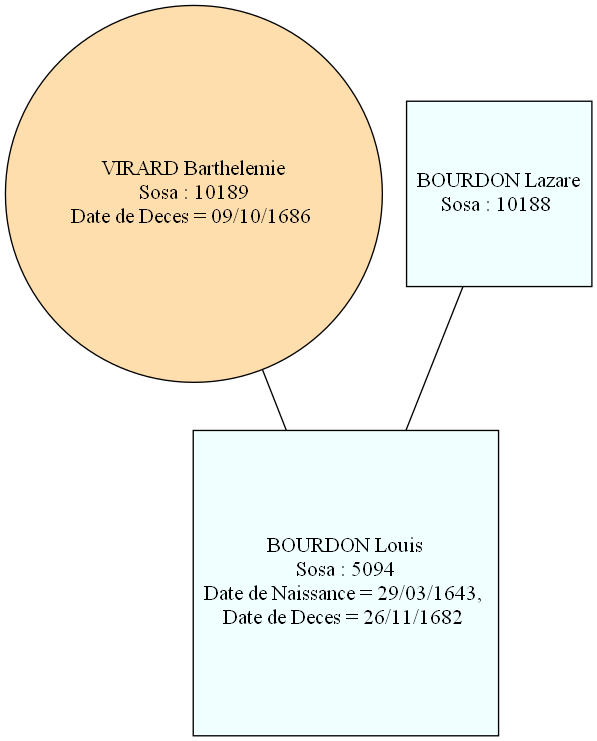 VIRARD Barthelemie
Sosa : 10189
Date de Deces = 09/10/1686
BOURDON Lazare
Sosa : 10188
BOURDON Louis
Sosa : 5094
Date de Naissance = 29/03/1643,
Date de Deces = 26/11/1682